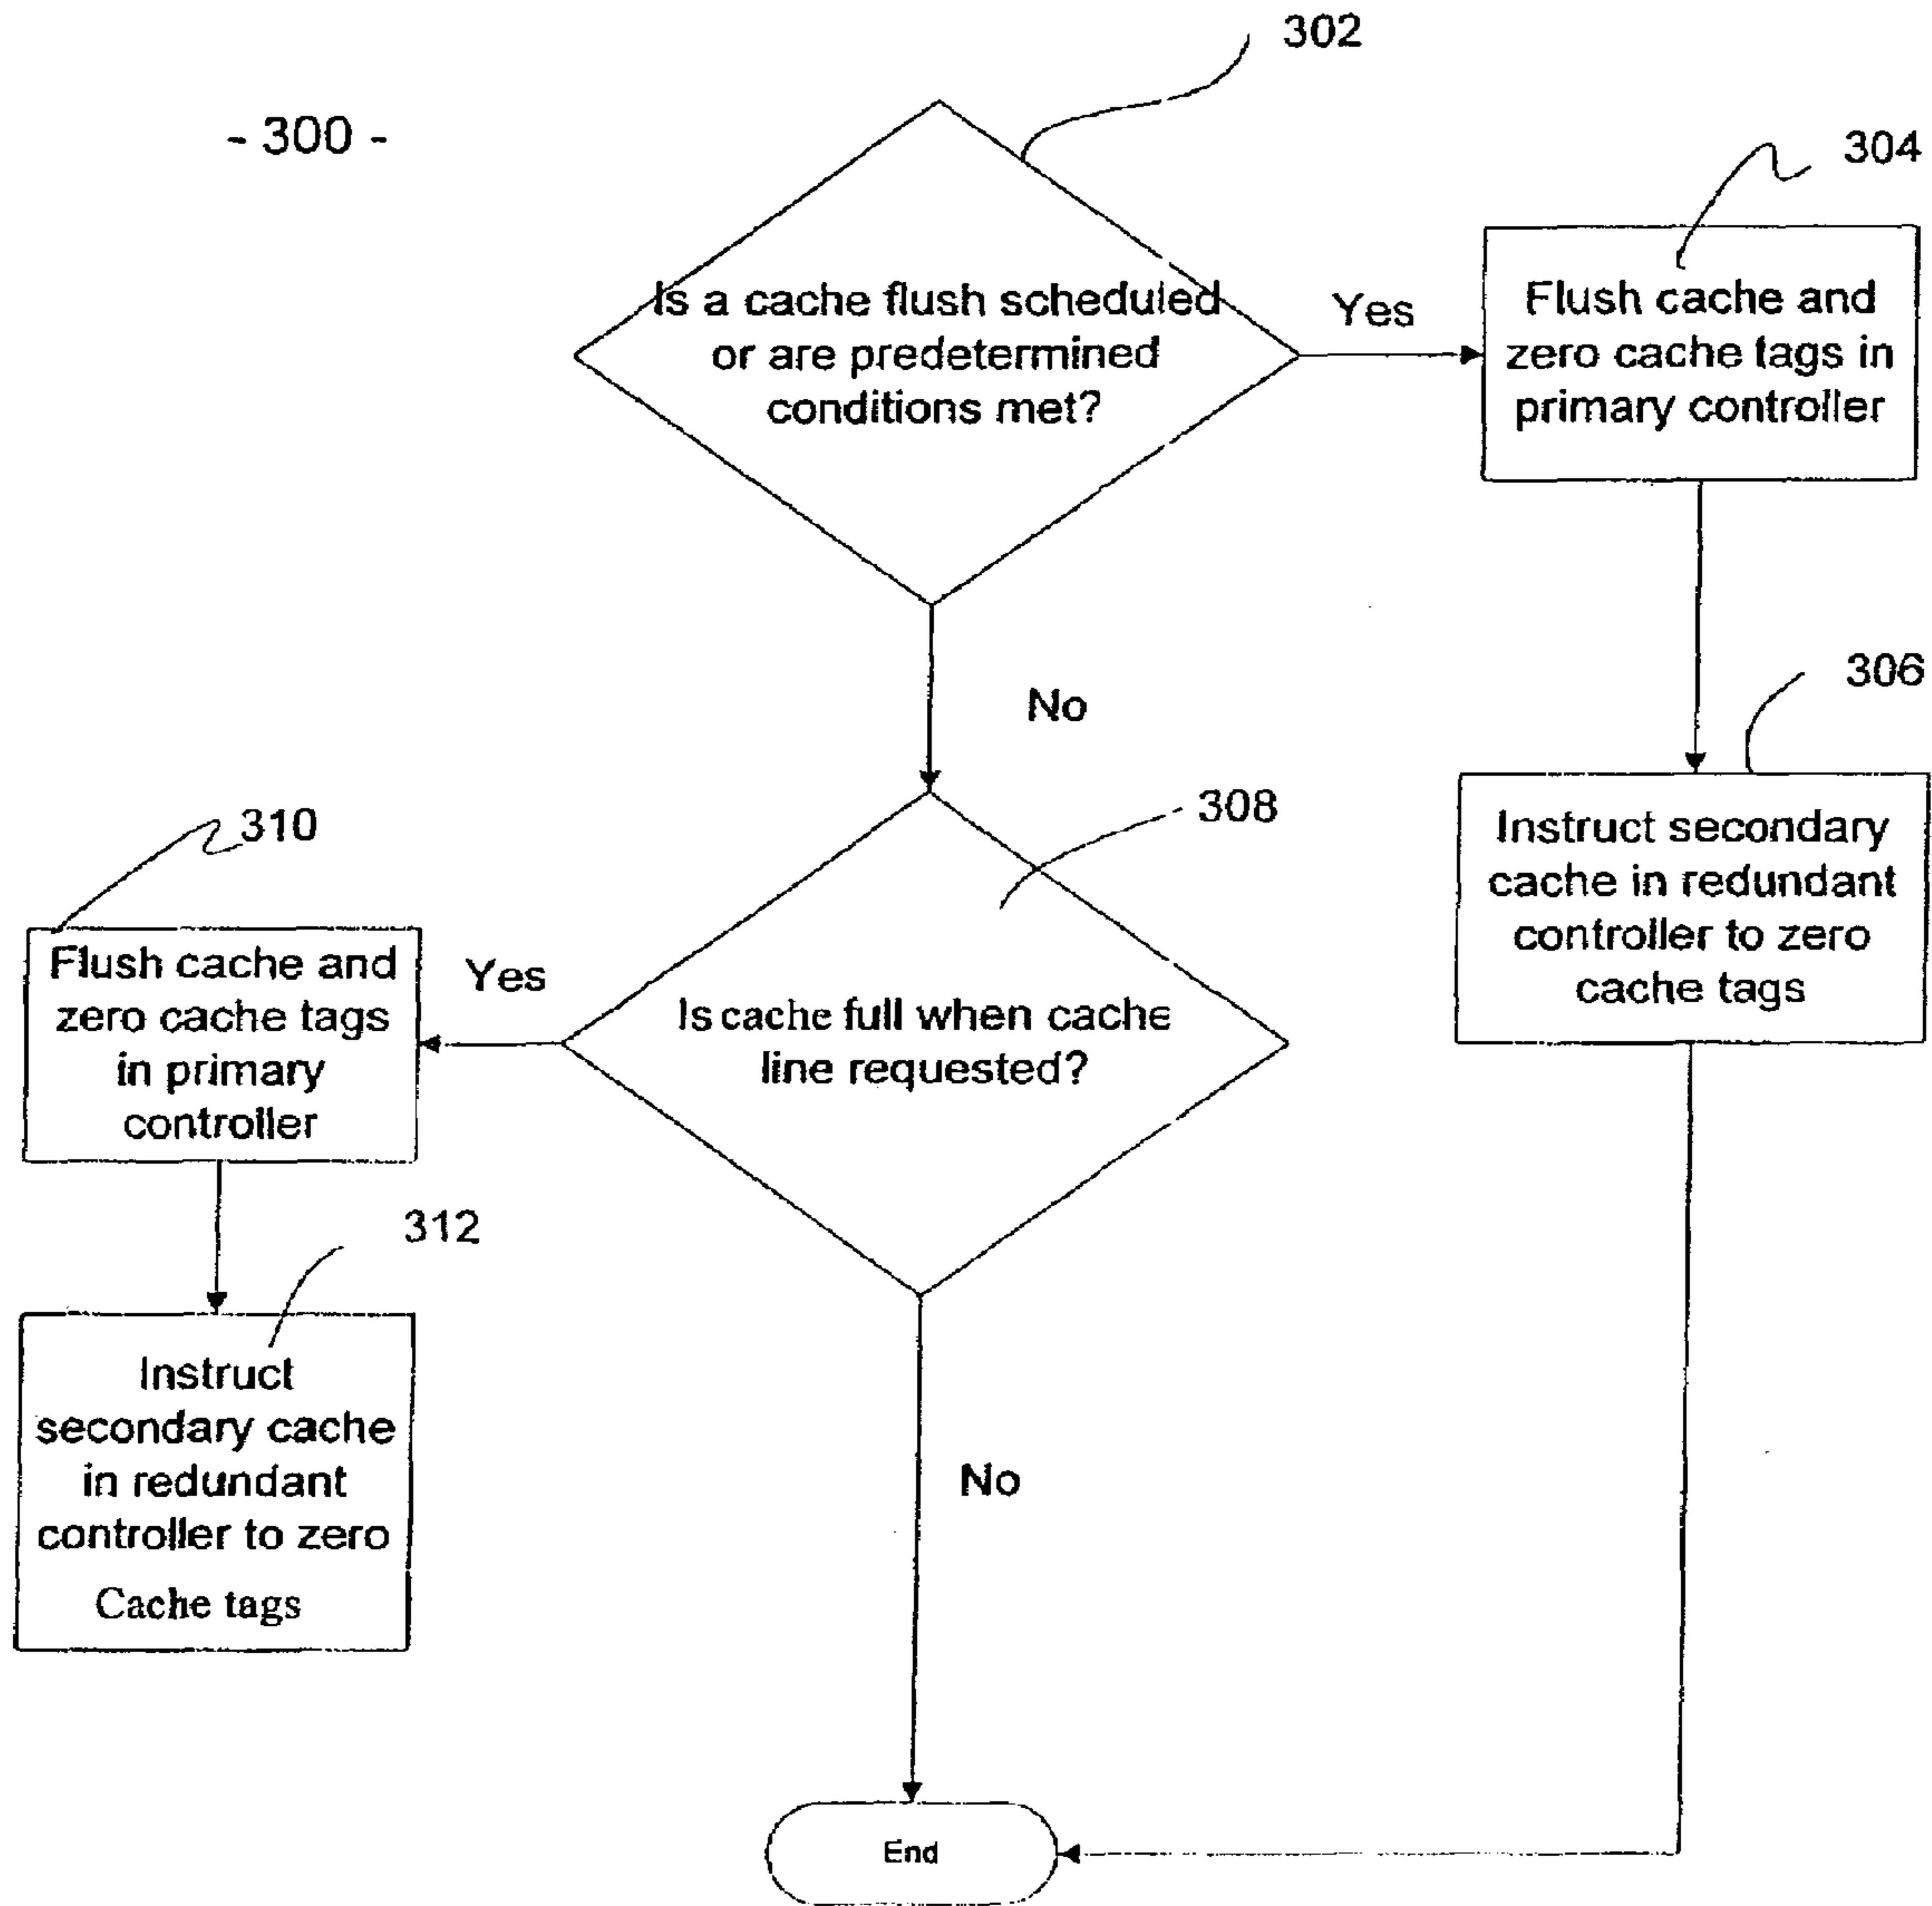 302
- 300 -
304
Is a cache flush scheduled
or are predetermined
conditions met?
Yes
Flush cache and
zero cache tags in
primary controller
No
306
308
Instruct secondary
cache in redundant
controller to zero
cache tags
310
Flush cache and
zero cache tags
in primary
controller
Yes
Is cache full when cache
line requested?
312
Instruct
secondary cache
in redundant
controller to zero
Cache tags
No
End